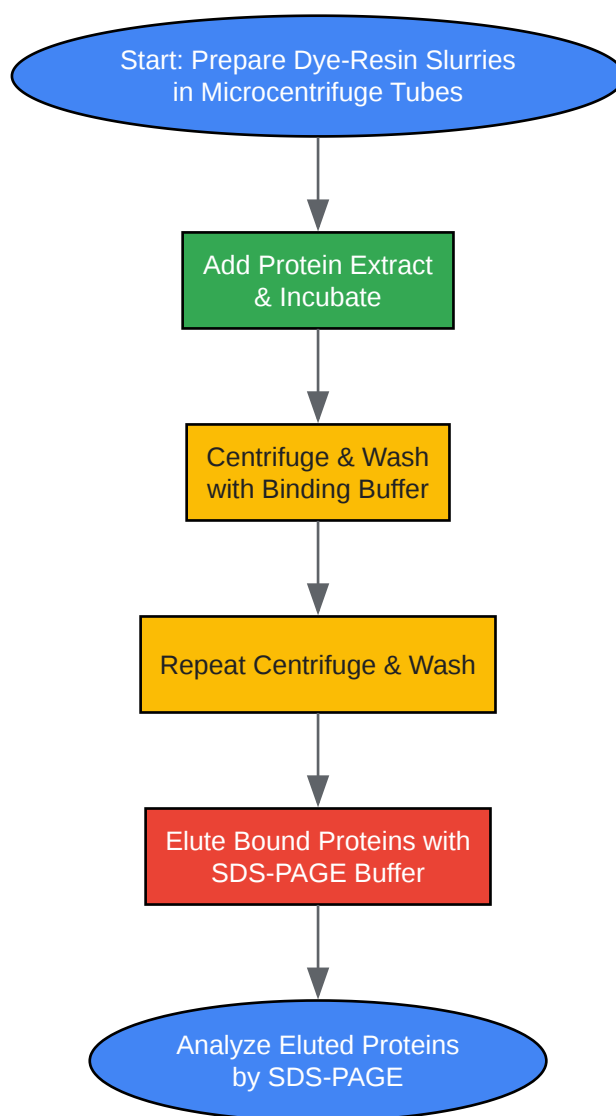 Start: Prepare Dye-Resin Slurries
in Microcentrifuge Tubes
Add Protein Extract
& Incubate
Centrifuge & Wash
with Binding Buffer
Repeat Centrifuge & Wash
Elute Bound Proteins with
SDS-PAGE Buffer
Analyze Eluted Proteins
by SDS-PAGE